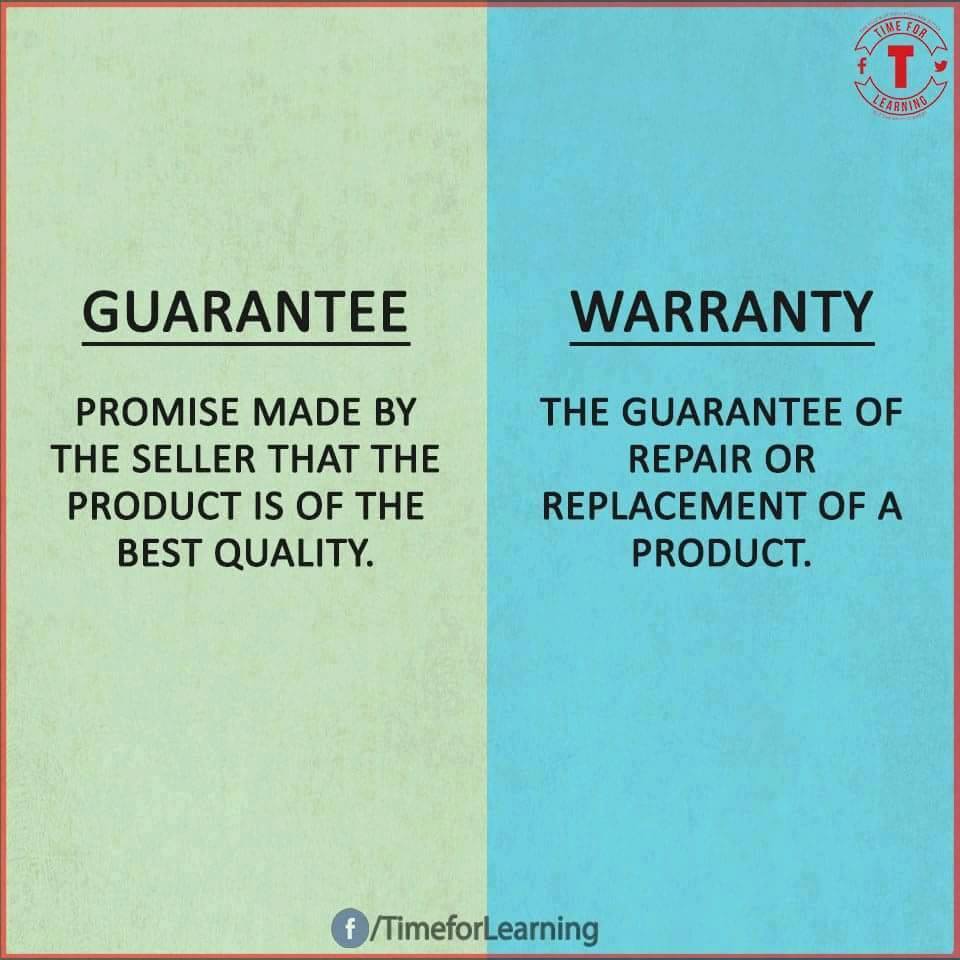 TIME FOR
f T
LEARNING
GUARANTEE
PROMISE MADE BY
THE SELLER THAT THE
PRODUCT IS OF THE
BEST QUALITY.
WARRANTY
THE GUARANTEE OF
REPAIR OR
REPLACEMENT OF A
PRODUCT.
f /TimeforLearning